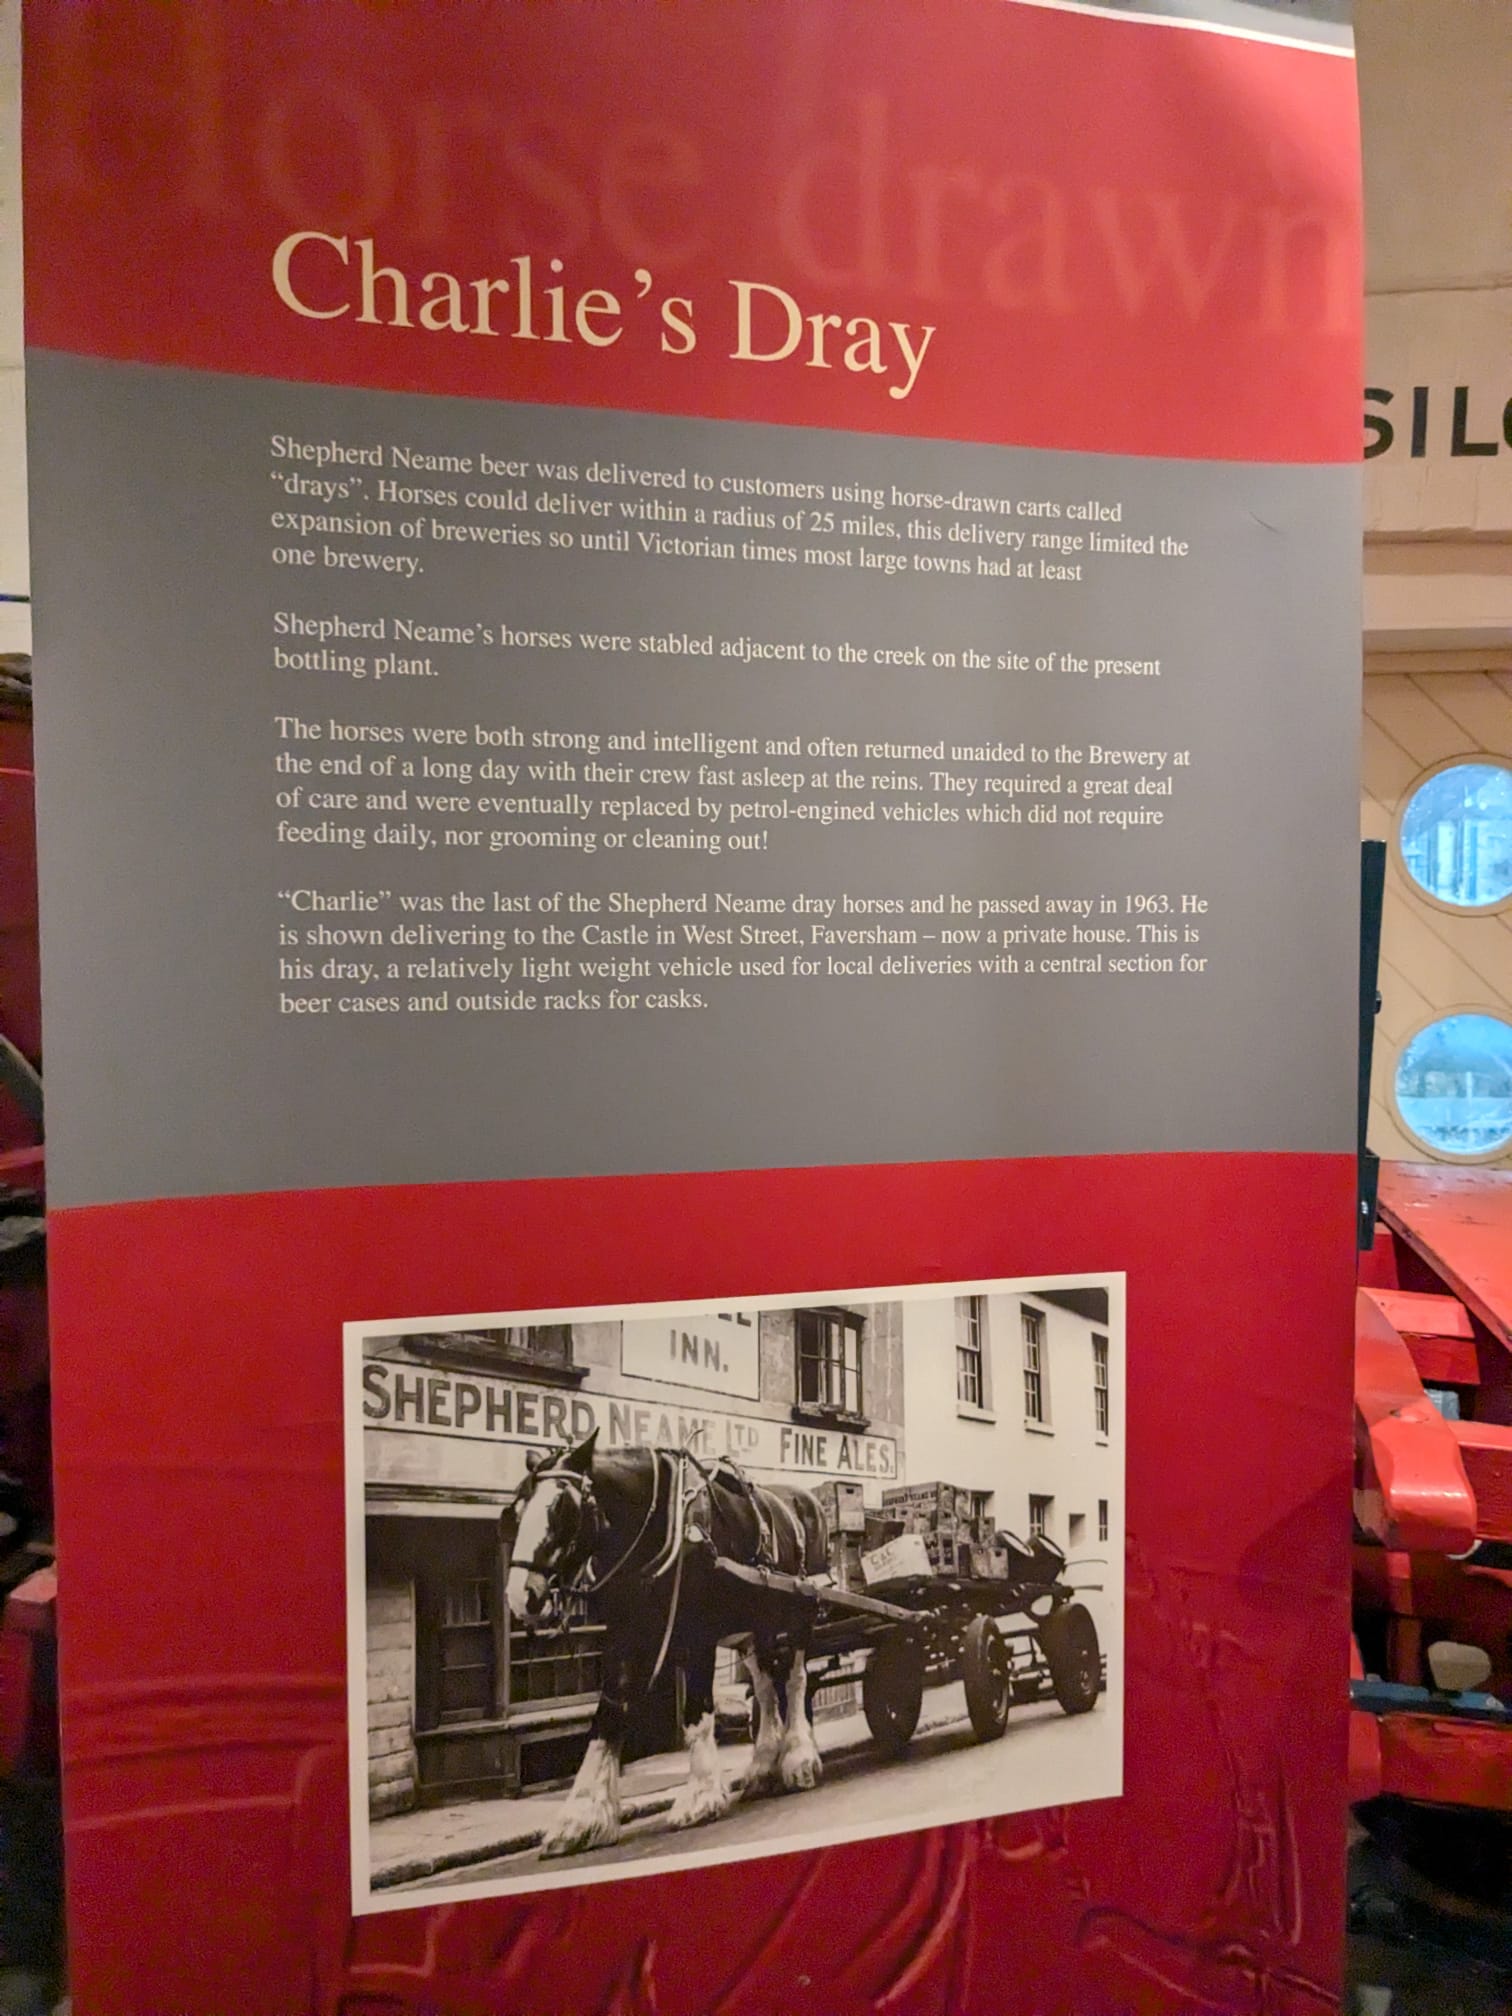 Horse drawn
Charlie’s Dray
Shepherd Neame beer was delivered to customers using horse-drawn carts called
“drays”. Horses could deliver within a radius of 25 miles, this delivery range limited the
expansion of breweries so until Victorian times most large towns had at least
one brewery.
Shepherd Neame’s horses were stabled adjacent to the creek on the site of the present
bottling plant.
The horses were both strong and intelligent and often returned unaided to the Brewery at
the end of a long day with their crew fast asleep at the reins. They required a great deal
of care and were eventually replaced by petrol-engined vehicles which did not require
feeding daily, nor grooming or cleaning out!
“Charlie” was the last of the Shepherd Neame dray horses and he passed away in 1963. He
is shown delivering to the Castle in West Street, Faversham – now a private house. This is
his dray, a relatively light weight vehicle used for local deliveries with a central section for
beer cases and outside racks for casks.
INN.
SHEPHERD NEAME LTD FINE ALES.
SIL